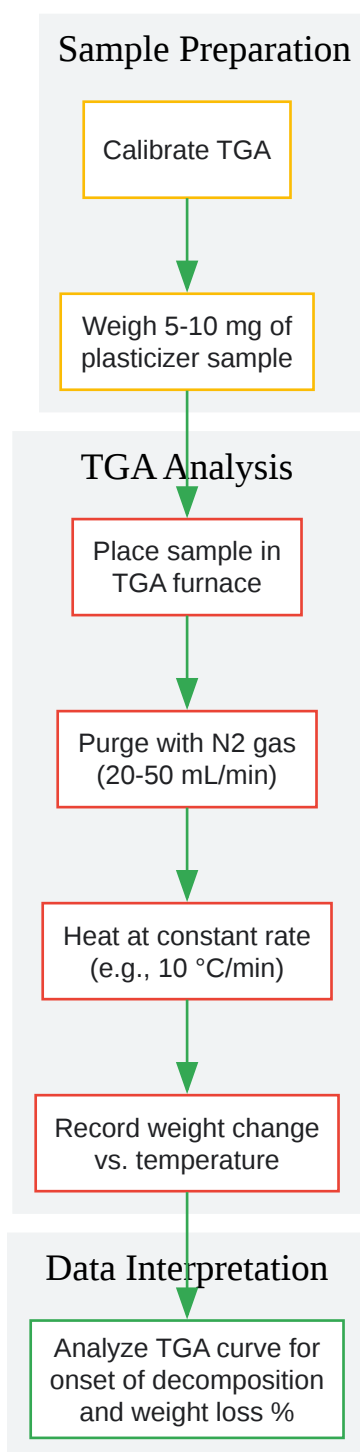 Sample Preparation
Calibrate TGA
Weigh 5-10 mg of
plasticizer sample
TGA Analysis
Place sample in
TGA furnace
Purge with N2 gas
(20-50 mL/min)
Heat at constant rate
(e.g., 10 °C/min)
Record weight change
vs. temperature
Data Interpretation
Analyze TGA curve for
onset of decomposition
and weight loss %